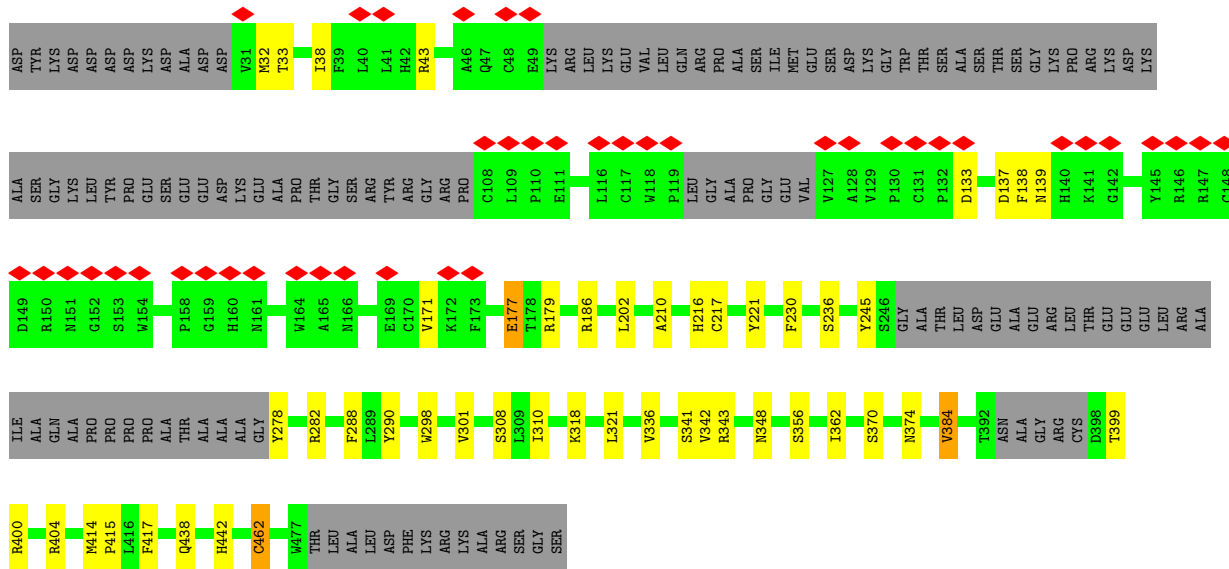 ASP TYR LYS ASP ASP ASP ASP LYS ASP ALA ASP ASP V31 M32 T33 I38 F39 L40 L41 H42 R43 A46 Q47 C48 E49 LYS ARG LEU LYS GLU VAL LEU GLN ARG PRO ALA SER ILE MET GLU SER ASP LYS GLY TRP THR SER ALA SER THR SER GLY LYS PRO ARG LYS ASP LYS
ALA SER GLY LYS LEU TYR PRO GLU SER GLU GLU ASP LYS GLU ALA PRO THR GLY SER ARG TYR ARG GLY ARG PRO C108 L109 P110 E111 L116 C117 W118 P119 LEU GLY ALA PRO GLY GLU VAL V127 A128 V129 P130 C131 P132 D133 D137 F138 N139 H140 K141 G142 Y145 R146 R147 C148
D149 R150 N151 G152 S153 W154 P158 G159 H160 N161 W164 A165 N166 E169 C170 V171 K172 F173 E177 T178 R179 R186 L202 A210 H216 C217 Y221 F230 S236 Y245 S246 GLY ALA THR LEU ASP GLU ALA GLU ARG LEU THR GLU GLU GLU LEU ARG ALA
ILE ALA GLN ALA PRO PRO PRO PRO ALA THR ALA ALA ALA GLY Y278 R282 F288 L289 Y290 W298 V301 S308 L309 I310 K318 L321 V336 S341 V342 R343 N348 S356 I362 S370 N374 V384 T392 ASN ALA GLY ARG CYS D398 T399
R400 R404 M414 P415 L416 F417 Q438 H442 C462 W477 THR LEU ALA LEU ASP PHE LYS ARG LYS ALA ARG SER GLY SER